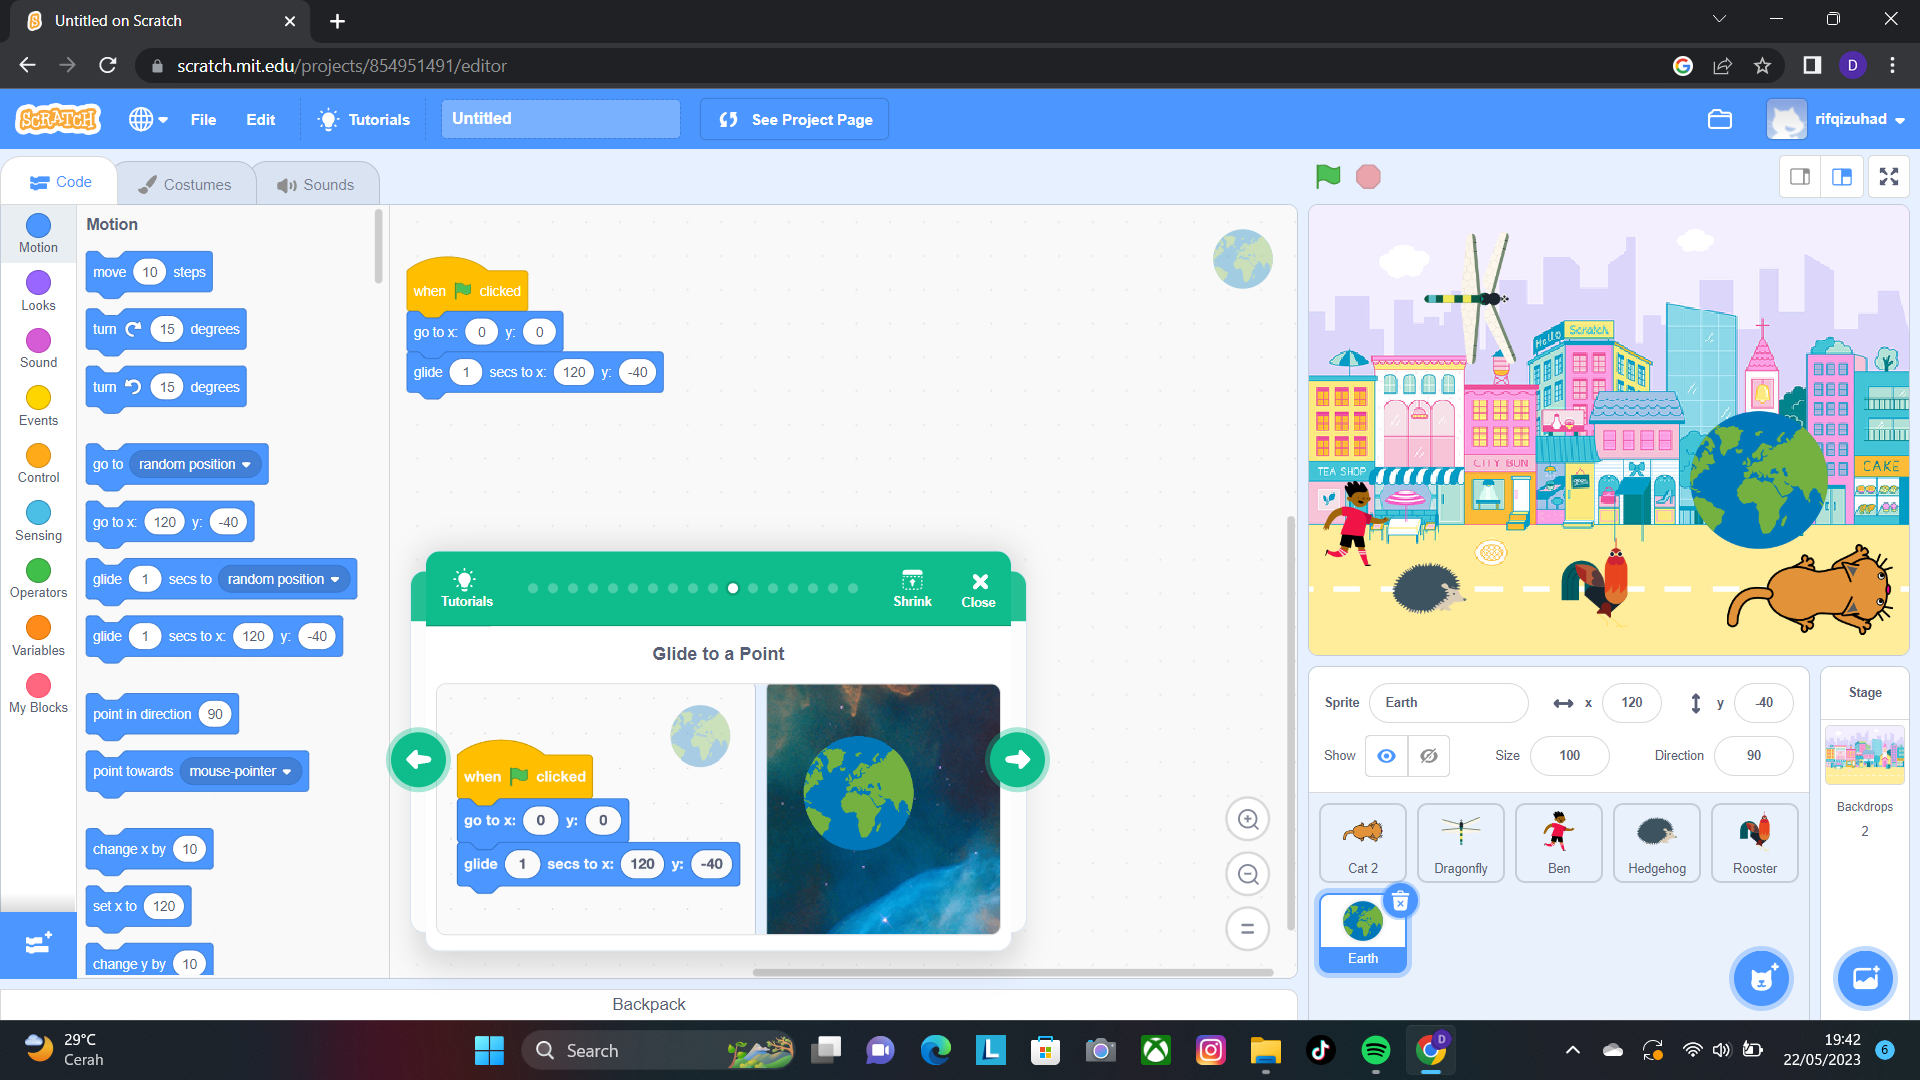 Untitled on Scratch
scratch.mit.edu/projects/854951491/editor
D
SCRATCH
File
Edit
Tutorials
Untitled
See Project Page
rifqizuhad
Code
Costumes
Sounds
Motion
Looks
Sound
Events
Control
Sensing
Operators
Variables
My Blocks
Motion
move 10 steps
turn 15 degrees
turn 15 degrees
go to random position
go to x: 120 y: -40
glide 1 secs to random position
glide 1 secs to x: 120 y: -40
point in direction 90
point towards mouse-pointer
change x by 10
set x to 120
change y by 10
when clicked
go to x: 0 y: 0
glide 1 secs to x: 120 y: -40
Tutorials
Shrink
Close
Glide to a Point
when clicked
go to x: 0 y: 0
glide 1 secs to x: 120 y: -40
Backpack
Hello Scratch
TEA SHOP
CITY BUN
CAKE
Sprite Earth x 120 y -40
Show Size 100 Direction 90
Cat 2
Dragonfly
Ben
Hedgehog
Rooster
Earth
Stage
Backdrops
2
29°C
Cerah
Search
L
D
19:42
22/05/2023
6